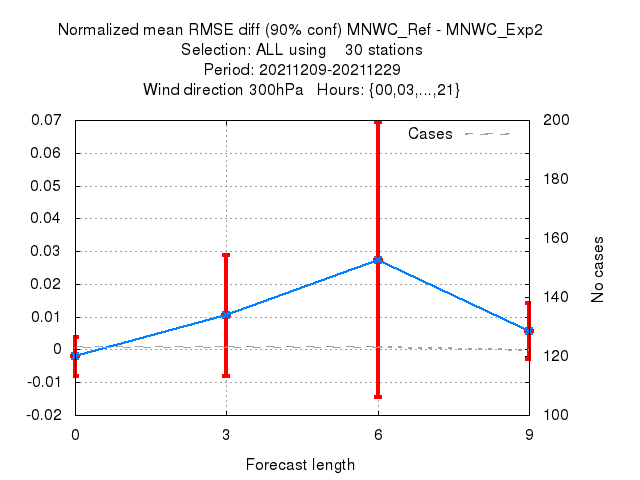 Normalized mean RMSE diff (90% conf) MNWC_Ref - MNWC_Exp2
Selection: ALL using    30 stations
Period: 20211209-20211229
Wind direction 300hPa   Hours: {00,03,...,21}
Cases
0.07
0.06
0.05
0.04
0.03
0.02
0.01
0
-0.01
-0.02
200
180
160
140
120
100
No cases
0
3
6
9
Forecast length